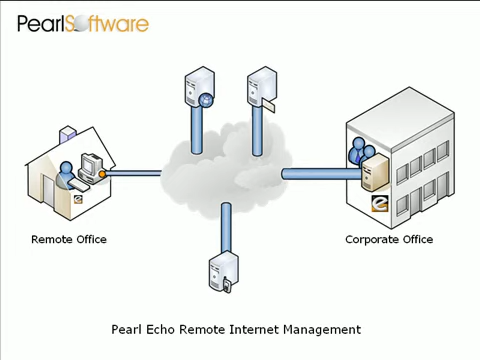 PearlSoftware
Remote Office
Corporate Office
Pearl Echo Remote Internet Management